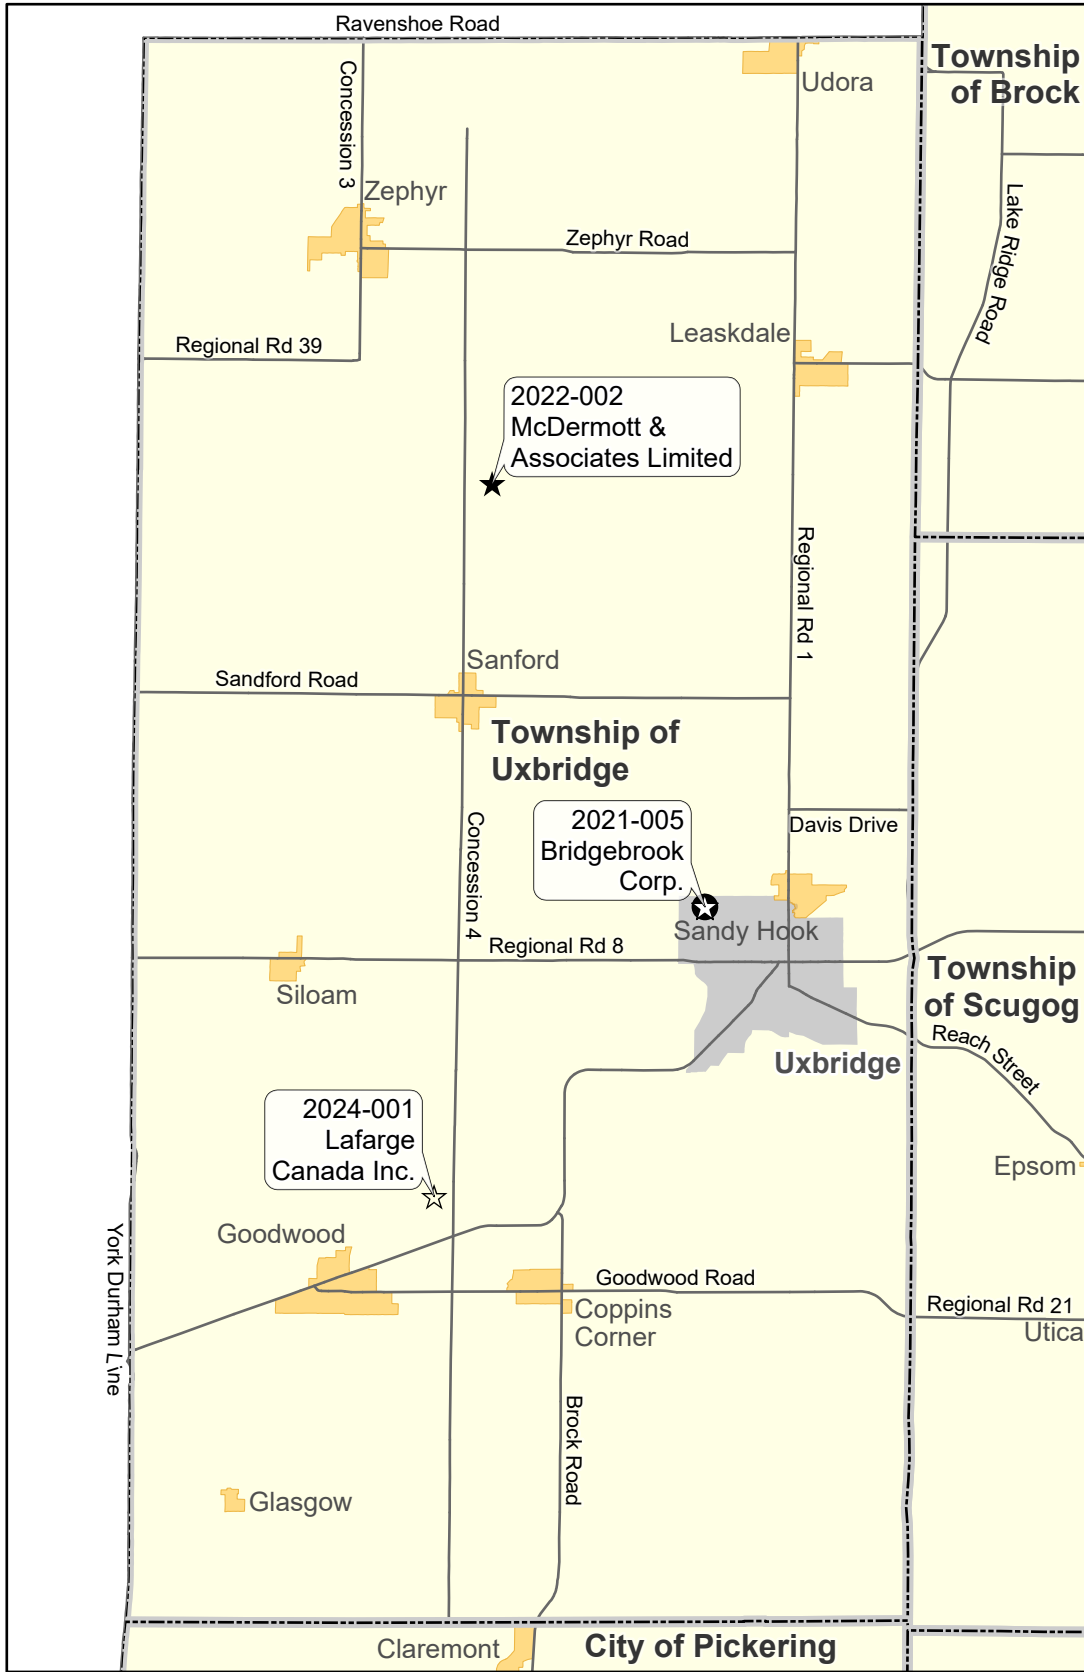 Ravenshoe Road
Township
of Brock
Udora
Concession 3
Zephyr
Lake Ridge Road
Zephyr Road
Leaskdale
Regional Rd 39
2022-002
McDermott &
Associates Limited
Regional Rd 1
Sanford
Sandford Road
Township of
Uxbridge
2021-005
Bridgebrook
Corp.
Davis Drive
Concession 4
Sandy Hook
Regional Rd 8
Siloam
Township
of Scugog
Reach Street
Uxbridge
2024-001
Lafarge
Canada Inc.
Epsom
York Durham Line
Goodwood
Goodwood Road
Coppins
Corner
Regional Rd 21
Utica
Brock Road
Glasgow
Claremont
City of Pickering